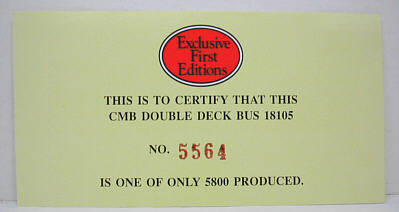 Exclusive
First
Editions
THIS IS TO CERTIFY THAT THIS
CMB DOUBLE DECK BUS 18105
NO. 5564
IS ONE OF ONLY 5800 PRODUCED.